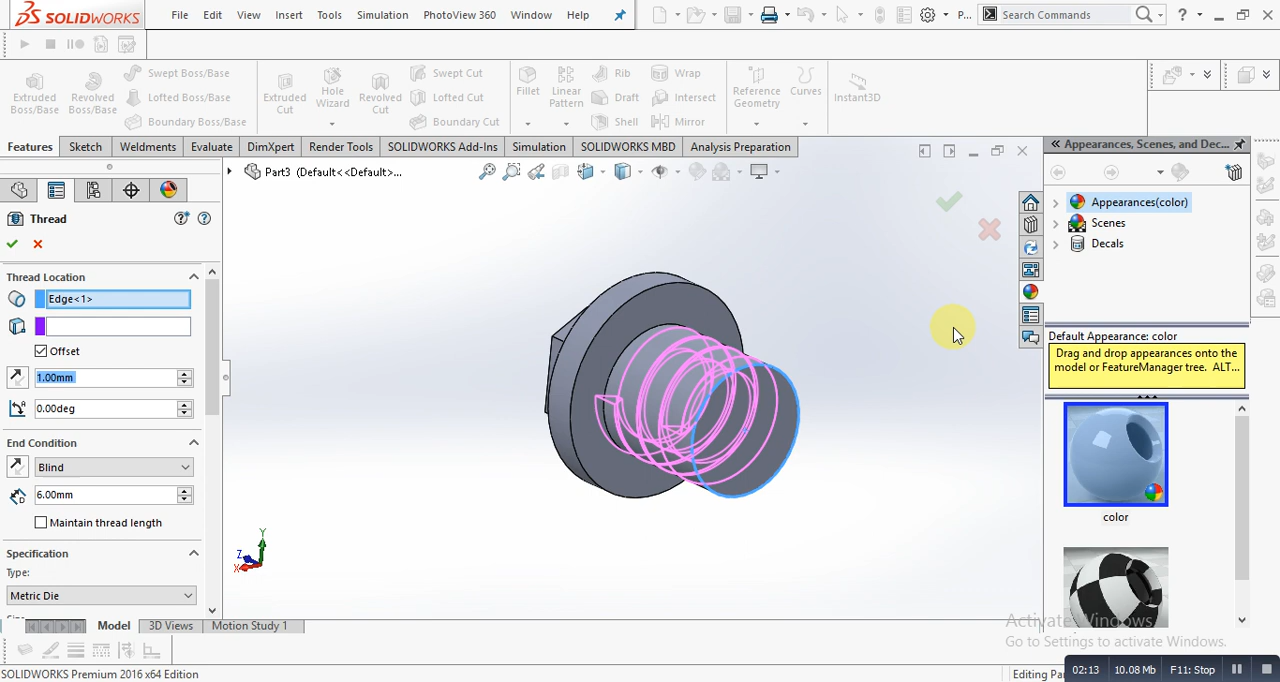 SOLIDWORKS File Edit View Insert Tools Simulation PhotoView 360 Window Help P... Search Commands ?
Extruded Boss/Base
Revolved Boss/Base
Swept Boss/Base
Lofted Boss/Base
Boundary Boss/Base
Extruded Cut
Hole Wizard
Revolved Cut
Swept Cut
Lofted Cut
Boundary Cut
Fillet
Linear Pattern
Rib
Draft
Shell
Wrap
Intersect
Mirror
Reference Geometry
Curves
Instant3D
Features Sketch Weldments Evaluate DimXpert Render Tools SOLIDWORKS Add-Ins Simulation SOLIDWORKS MBD Analysis Preparation
Part3 (Default<<Default>...
Thread
Thread Location
Edge<1>
Offset
1.00mm
0.00deg
End Condition
Blind
6.00mm
Maintain thread length
Specification
Type:
Metric Die
Y
Z
X
Appearances, Scenes, and Dec...
Appearances(color)
Scenes
Decals
Default Appearance: color
Drag and drop appearances onto the
model or FeatureManager tree. ALT...
color
Model 3D Views Motion Study 1
Activate Windows
Go to Settings to activate Windows.
SOLIDWORKS Premium 2016 x64 Edition
Editing Pa
02:13 10.08 Mb F11: Stop